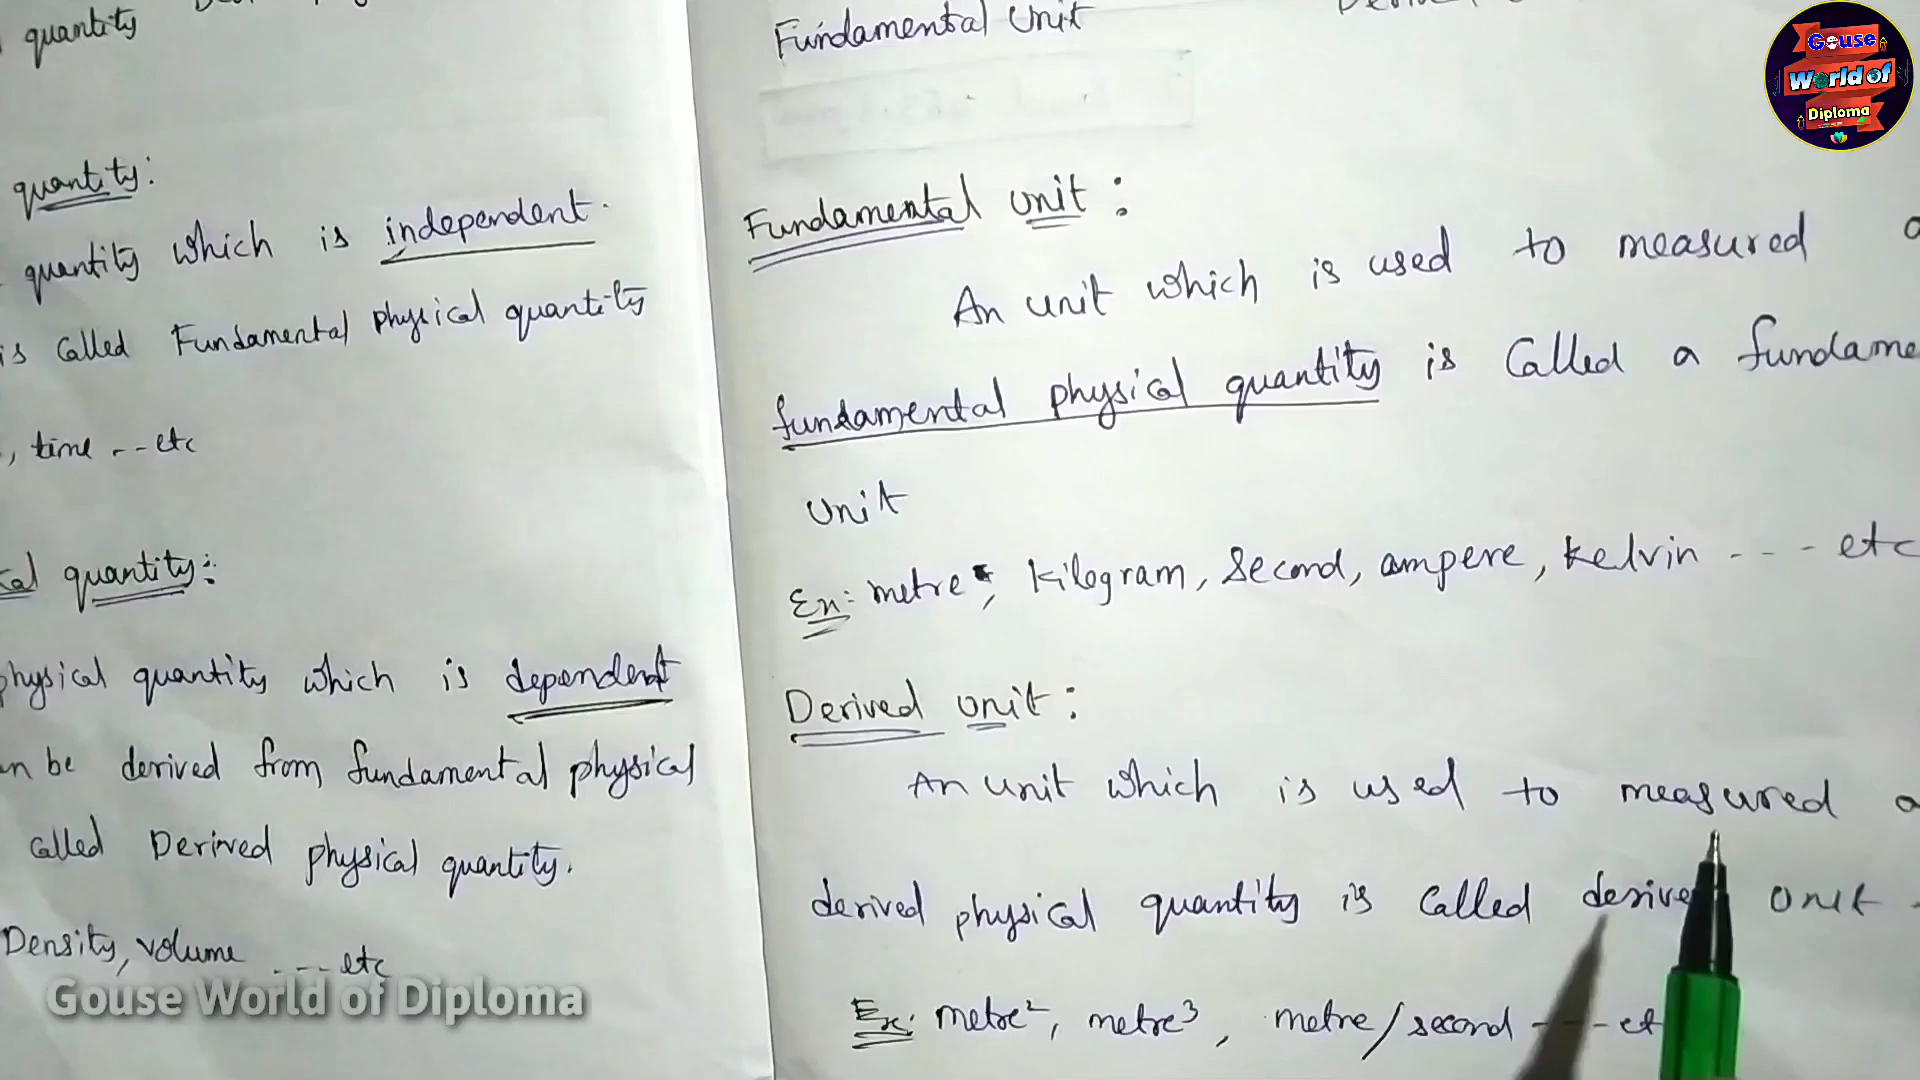 quantity
quantity:
quantity which is independent.
is called Fundamental physical quantity
, time --etc
cal quantity:
physical quantity which is dependent
n be derived from fundamental physical
called Derived physical quantity.
Density, volume ---- etc
Gouse World of Diploma
Fundamental Unit
Fundamental unit :
An unit which is used to measured a
fundamental physical quantity is called a fundame
unit
Ex: metre, kilogram, second, ampere, kelvin --- etc
Derived unit :
An unit which is used to measured a
derived physical quantity is called derive unit -
Ex: metre², metre³, metre/second ---- et
Gouse
World of
Diploma